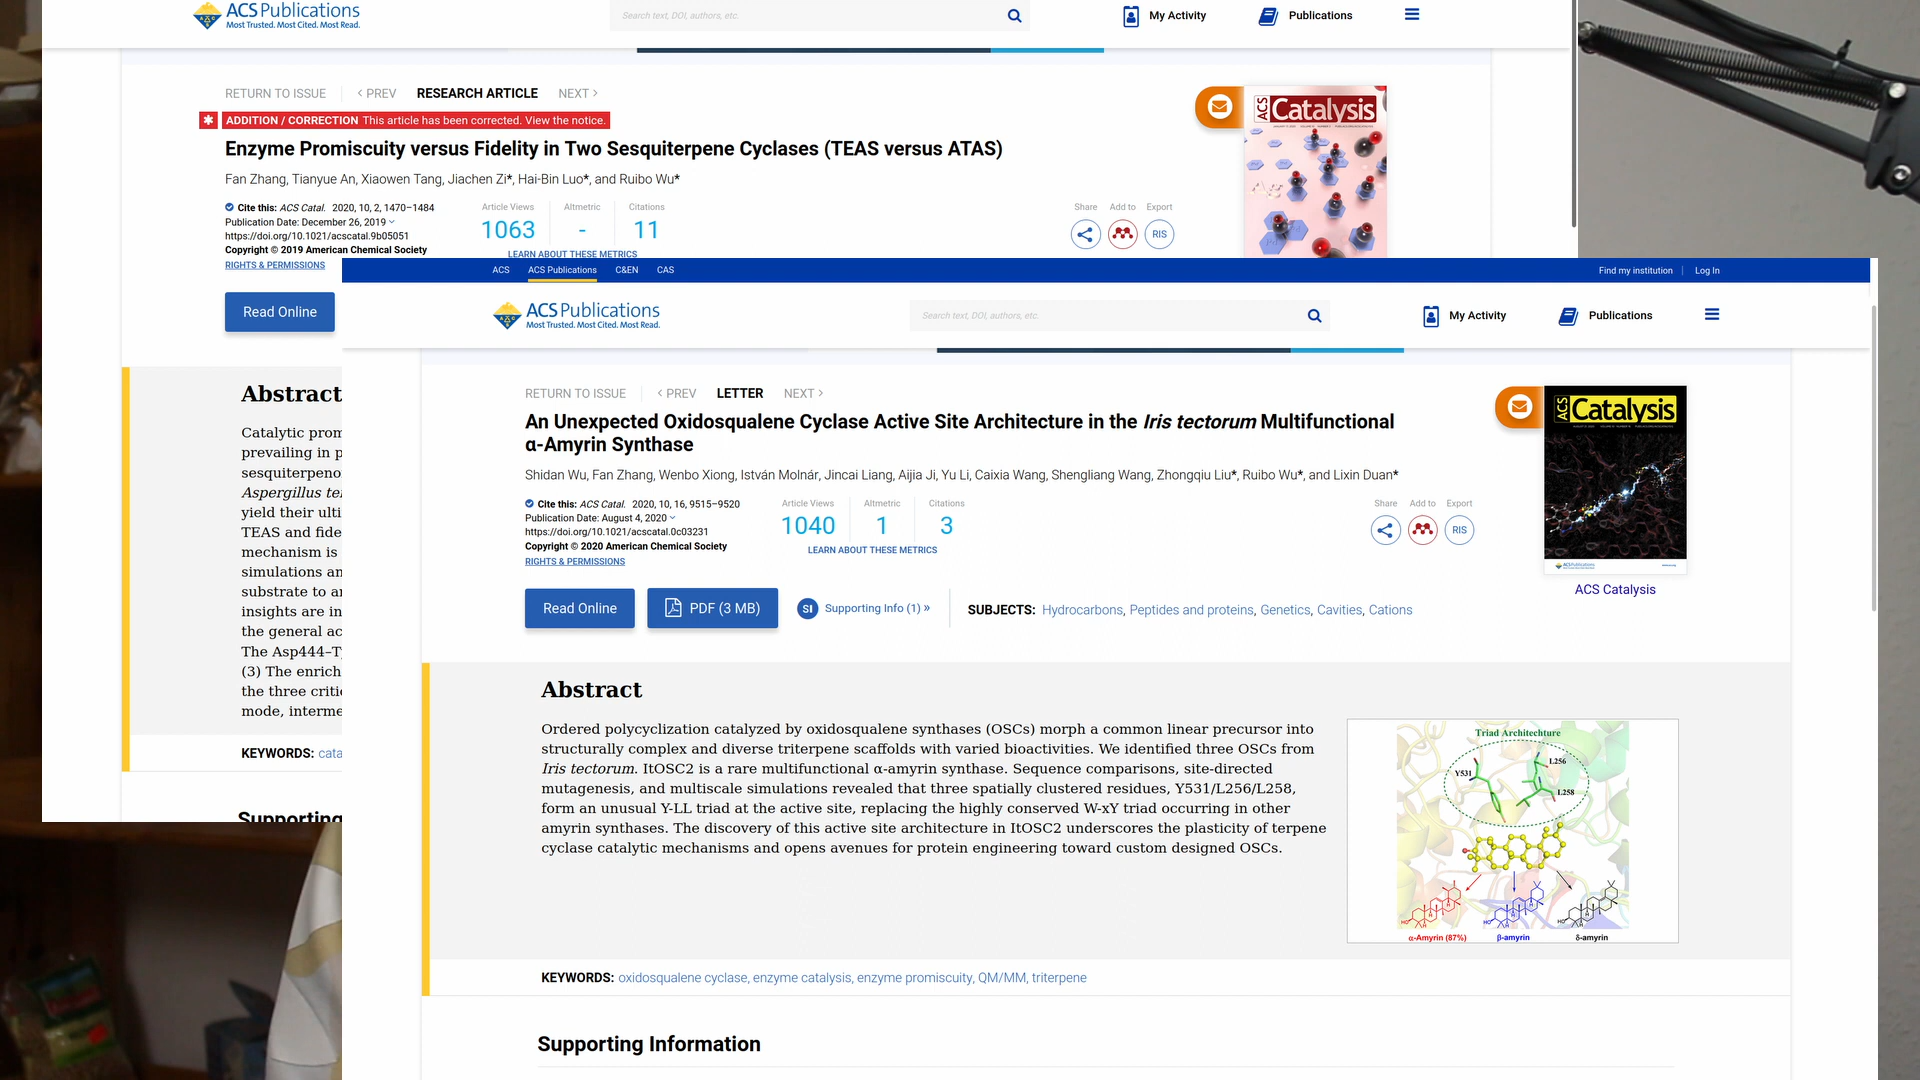 ACS Publications
Most Trusted. Most Cited. Most Read.
Search text, DOI, authors, etc.
My Activity
Publications
RETURN TO ISSUE
< PREV
RESEARCH ARTICLE
NEXT >
ADDITION / CORRECTION This article has been corrected. View the notice.
Enzyme Promiscuity versus Fidelity in Two Sesquiterpene Cyclases (TEAS versus ATAS)
Fan Zhang, Tianyue An, Xiaowen Tang, Jiachen Zi*, Hai-Bin Luo*, and Ruibo Wu*
Cite this: ACS Catal. 2020, 10, 2, 1470–1484
Publication Date: December 26, 2019
https://doi.org/10.1021/acscatal.9b05051
Copyright © 2019 American Chemical Society
RIGHTS & PERMISSIONS
Article Views
1063
Altmetric
-
Citations
11
LEARN ABOUT THESE METRICS
Share
Add to
Export
RIS
ACS Catalysis
Read Online
Abstract
Catalytic prom
prevailing in p
sesquiterpeno
Aspergillus te
yield their ulti
TEAS and fide
mechanism is
simulations an
substrate to a
insights are in
the general ac
The Asp444–T
(3) The enrich
the three critic
mode, interme
KEYWORDS: cata
Supporting
ACS
ACS Publications
C&EN
CAS
Find my institution
Log In
ACS Publications
Most Trusted. Most Cited. Most Read.
Search text, DOI, authors, etc.
My Activity
Publications
RETURN TO ISSUE
< PREV
LETTER
NEXT >
An Unexpected Oxidosqualene Cyclase Active Site Architecture in the Iris tectorum Multifunctional
α-Amyrin Synthase
Shidan Wu, Fan Zhang, Wenbo Xiong, István Molnár, Jincai Liang, Aijia Ji, Yu Li, Caixia Wang, Shengliang Wang, Zhongqiu Liu*, Ruibo Wu*, and Lixin Duan*
Cite this: ACS Catal. 2020, 10, 16, 9515–9520
Publication Date: August 4, 2020
https://doi.org/10.1021/acscatal.0c03231
Copyright © 2020 American Chemical Society
RIGHTS & PERMISSIONS
Article Views
1040
Altmetric
1
Citations
3
LEARN ABOUT THESE METRICS
Share
Add to
Export
RIS
ACS Catalysis
ACS Publications
ACS Catalysis
Read Online
PDF (3 MB)
SI Supporting Info (1) »
SUBJECTS: Hydrocarbons, Peptides and proteins, Genetics, Cavities, Cations
Abstract
Ordered polycyclization catalyzed by oxidosqualene synthases (OSCs) morph a common linear precursor into
structurally complex and diverse triterpene scaffolds with varied bioactivities. We identified three OSCs from
Iris tectorum. ItOSC2 is a rare multifunctional α-amyrin synthase. Sequence comparisons, site-directed
mutagenesis, and multiscale simulations revealed that three spatially clustered residues, Y531/L256/L258,
form an unusual Y-LL triad at the active site, replacing the highly conserved W-xY triad occurring in other
amyrin synthases. The discovery of this active site architecture in ItOSC2 underscores the plasticity of terpene
cyclase catalytic mechanisms and opens avenues for protein engineering toward custom designed OSCs.
Triad Architechture
Y531
L256
L258
α-Amyrin (87%)
β-amyrin
δ-amyrin
KEYWORDS: oxidosqualene cyclase, enzyme catalysis, enzyme promiscuity, QM/MM, triterpene
Supporting Information